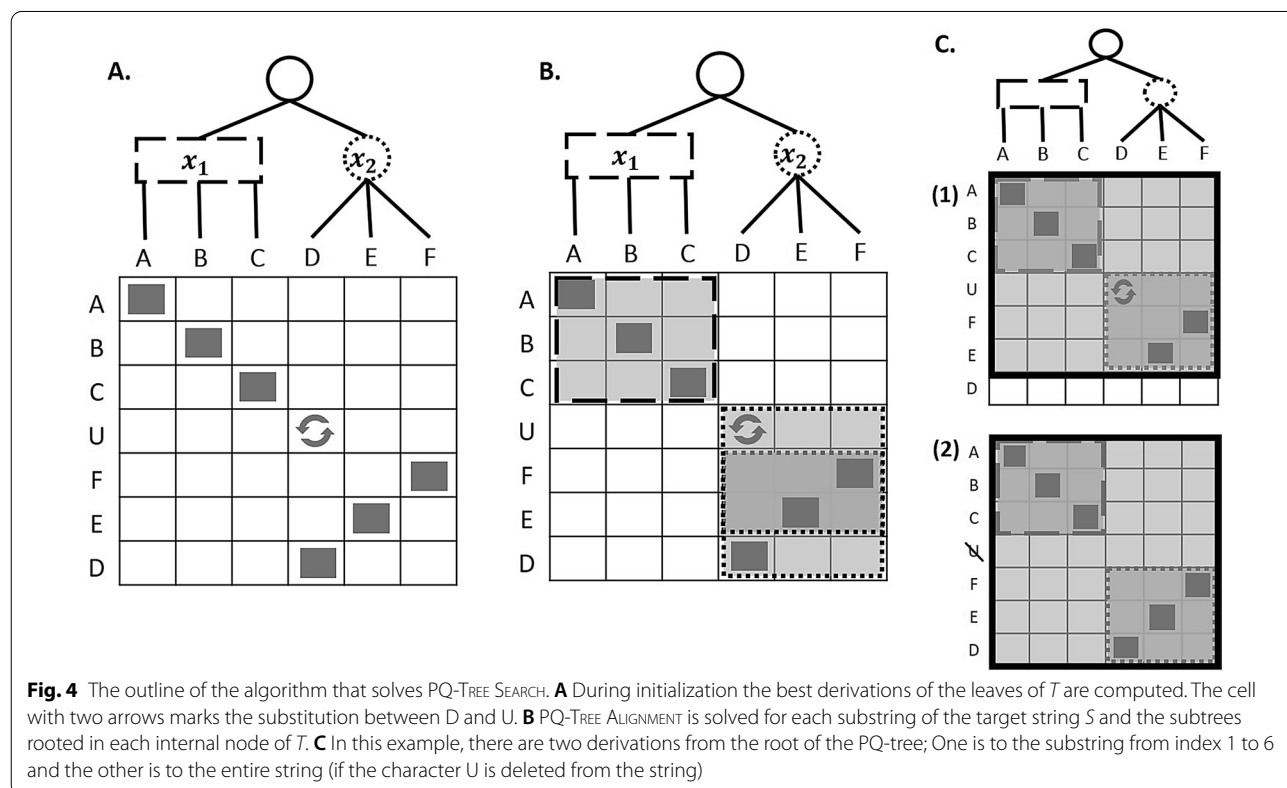 A.
x₁
x₂
A B C D E F
A
B
C
U
F
E
D
B.
x₁
x₂
A B C D E F
A
B
C
U
F
E
D
C.
A B C D E F
(1)
A
B
C
U
F
E
D
(2)
A
B
C
U
F
E
D
Fig. 4 The outline of the algorithm that solves PQ-Tree Search. A During initialization the best derivations of the leaves of T are computed. The cell
with two arrows marks the substitution between D and U. B PQ-Tree Alignment is solved for each substring of the target string S and the subtrees
rooted in each internal node of T. C In this example, there are two derivations from the root of the PQ-tree; One is to the substring from index 1 to 6
and the other is to the entire string (if the character U is deleted from the string)